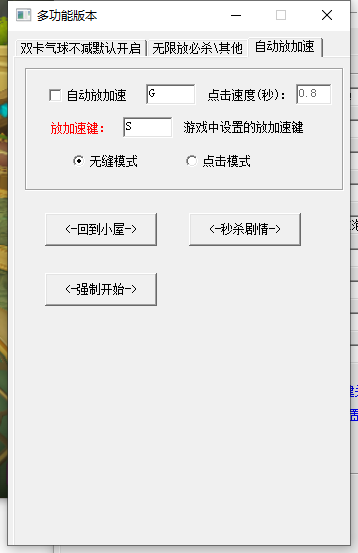 多功能版本
双卡气球不减默认开启 无限放必杀\其他 自动放加速
自动放加速 G 点击速度(秒): 0.8
放加速键: S 游戏中设置的放加速键
无缝模式 点击模式
<-回到小屋-> <-秒杀剧情->
<-强制开始->